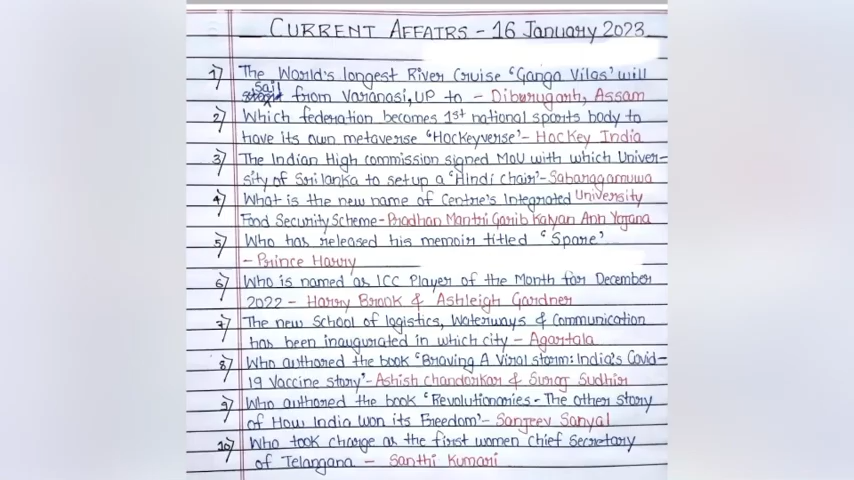 CURRENT AFFAIRS - 16 January 2023
1) The World's longest River Cruise 'Ganga Vilas' will
sail from Varanasi, UP to - Dibururgarh, Assam
2) Which federation becomes 1st national sports body to
have its own metaverse 'Hockeyverse' - Hockey India
3) The Indian High commission signed MoU with which Univer-
sity of Sri lanka to setup a 'Hindi chair' - Sabaragamuwa
University
4) What is the new name of Centre's Integrated
Food Security Scheme - Pradhan Mantri Garib Kalyan Ann Yojana
5) Who has released his memoir titled 'Spare'
- Prince Harry
6) Who is named as ICC Player of the Month for December
2022 - Harry Brook & Ashleigh Gardner
7) The new School of logistics, Waterways & Communication
has been inaugurated in which city - Agartala
8) Who authored the book 'Braving A Viral storm: India's Covid-
19 Vaccine story' - Ashish chandorkar & Suraj Sudhir
9) Who authored the book 'Revolutionaries - The other story
of How India won its Freedom' - Sanjeev Sanyal
10) Who took charge as the first women chief Secretary
of Telangana - Santhi Kumari